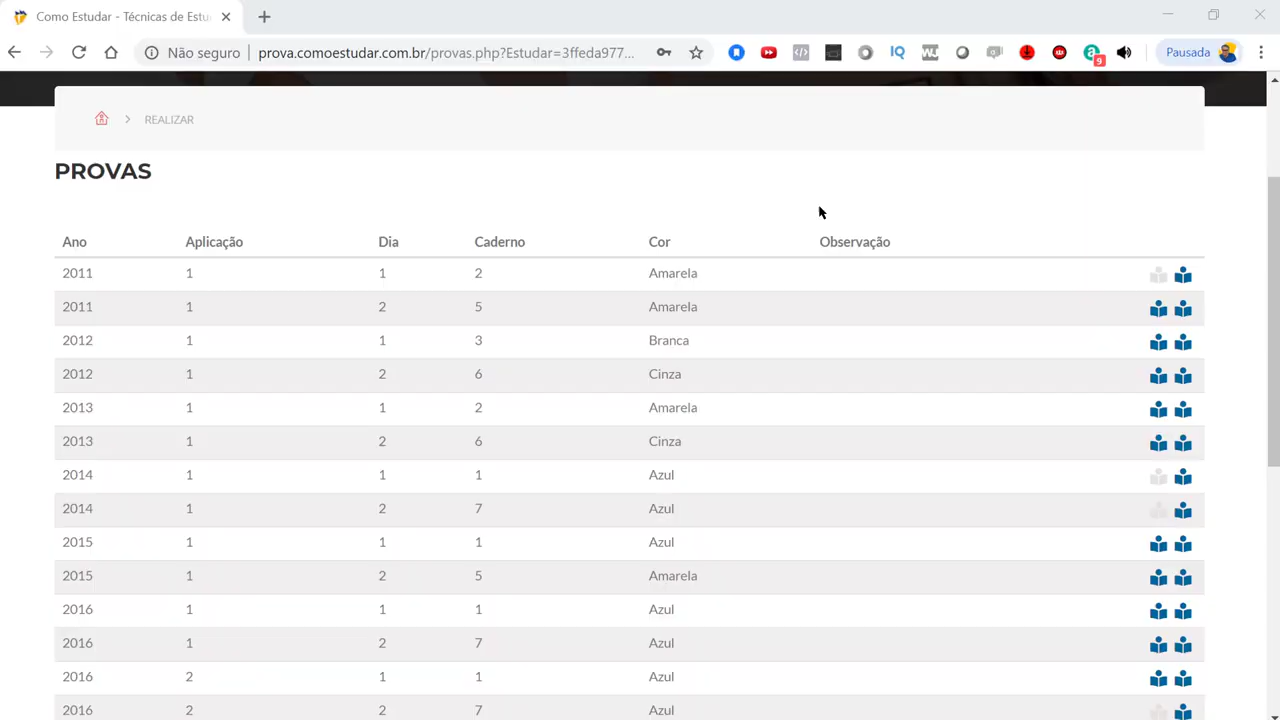 Como Estudar - Técnicas de Estu
Não seguro prova.comoestudar.com.br/provas.php?Estudar=3ffeda977... IQ 9 Pausada
REALIZAR
PROVAS
Ano Aplicação Dia Caderno Cor Observação
2011 1 1 2 Amarela
2011 1 2 5 Amarela
2012 1 1 3 Branca
2012 1 2 6 Cinza
2013 1 1 2 Amarela
2013 1 2 6 Cinza
2014 1 1 1 Azul
2014 1 2 7 Azul
2015 1 1 1 Azul
2015 1 2 5 Amarela
2016 1 1 1 Azul
2016 1 2 7 Azul
2016 2 1 1 Azul
2016 2 2 7 Azul